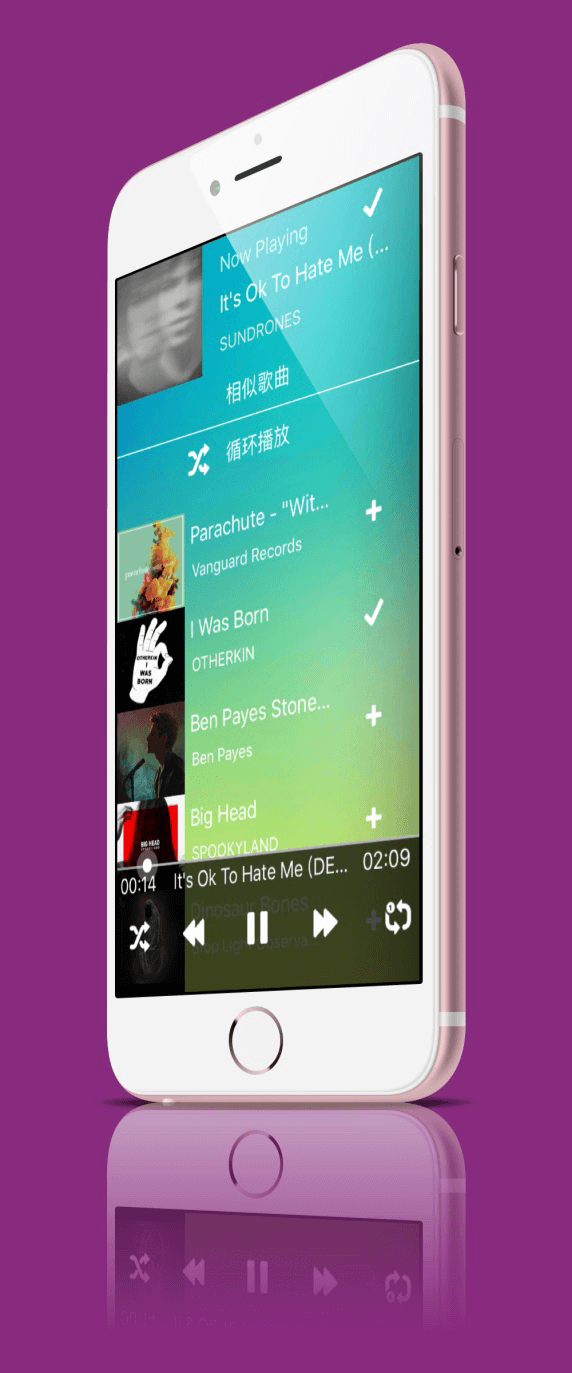 Now Playing
It's Ok To Hate Me (...
SUNDRONES
相似歌曲
循环播放
Parachute - "Wit...
Vanguard Records
I Was Born
OTHERKIN
OTHERKIN
I
WAS
BORN
Ben Payes Stone...
Ben Payes
Big Head
SPOOKYLAND
BIG HEAD
00:14
It's Ok To Hate Me (DE...
02:09
Dinosaur Bones
Light